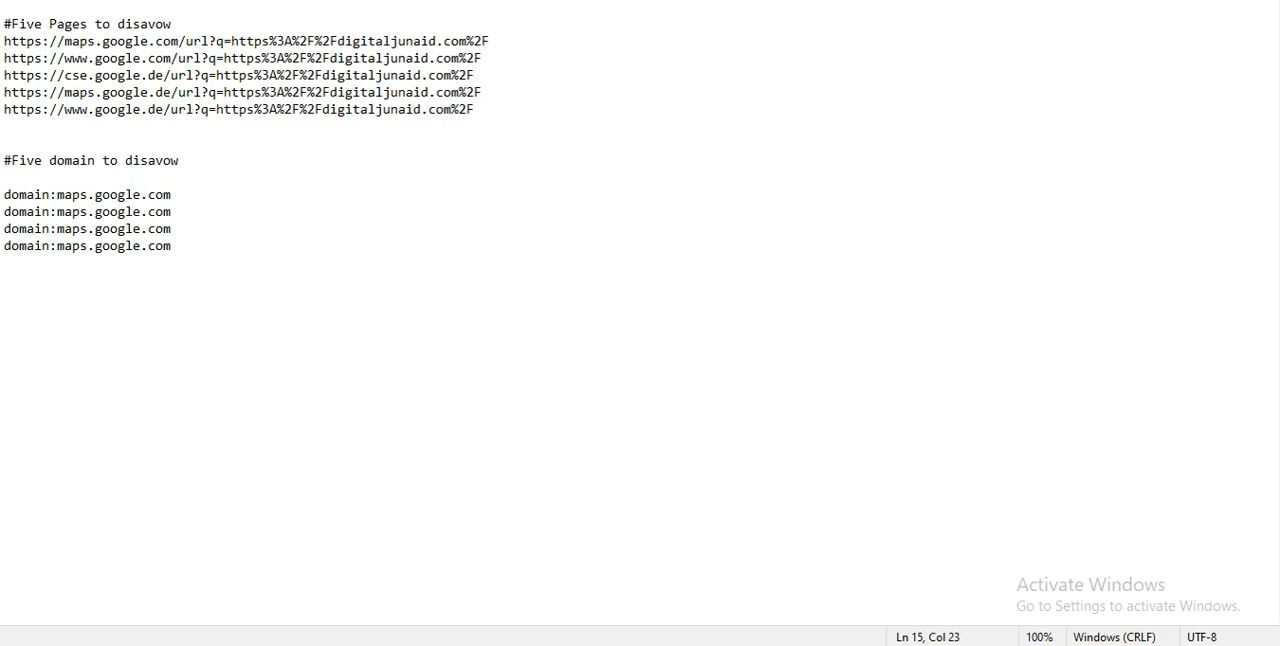 #Five Pages to disavow
https://maps.google.com/url?q=https%3A%2F%2Fdigitaljunaid.com%2F
https://www.google.com/url?q=https%3A%2F%2Fdigitaljunaid.com%2F
https://cse.google.de/url?q=https%3A%2F%2Fdigitaljunaid.com%2F
https://maps.google.de/url?q=https%3A%2F%2Fdigitaljunaid.com%2F
https://www.google.de/url?q=https%3A%2F%2Fdigitaljunaid.com%2F
#Five domain to disavow
domain:maps.google.com
domain:maps.google.com
domain:maps.google.com
domain:maps.google.com
Activate Windows
Go to Settings to activate Windows.
Ln 15, Col 23 100% Windows (CRLF) UTF-8